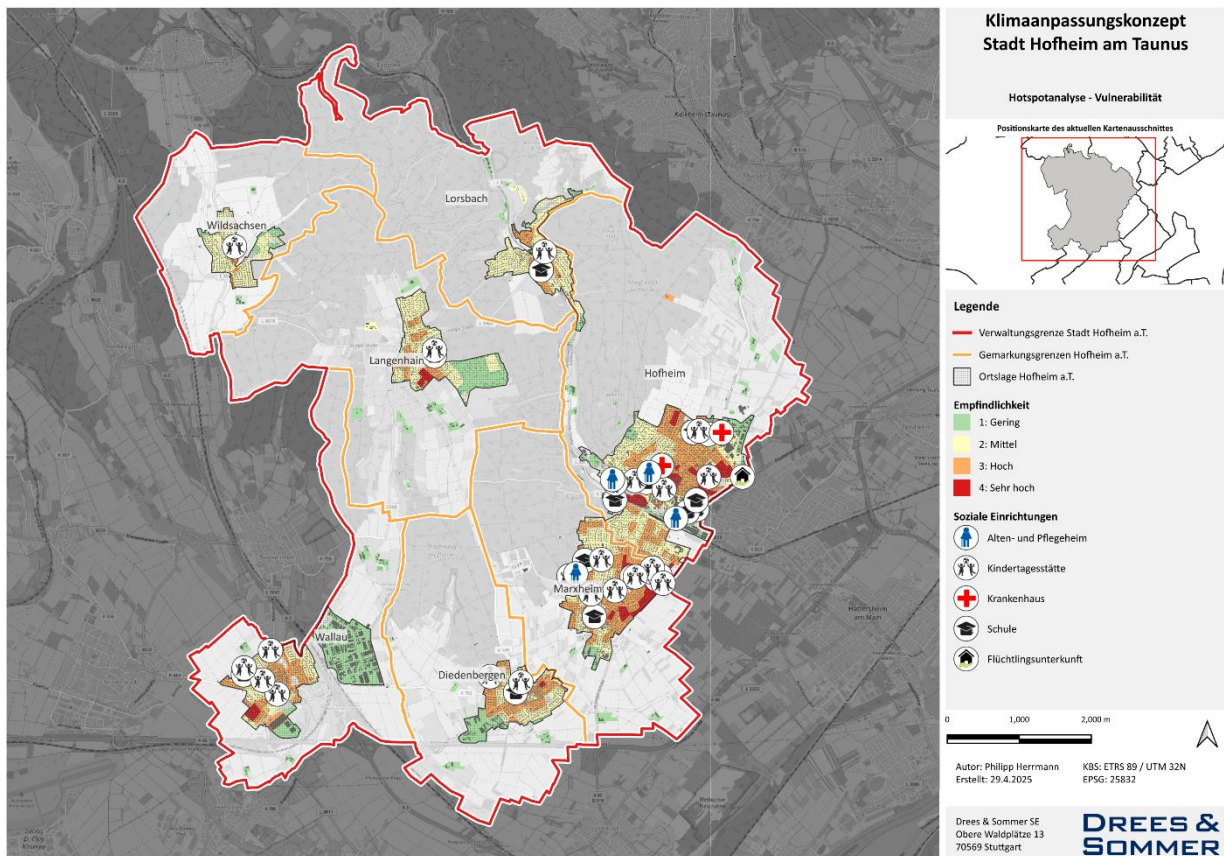 Klimaanpassungskonzept
Stadt Hofheim am Taunus
Hotspotanalyse - Vulnerabilität
Positionskarte des aktuellen Kartenausschnittes
Legende
Verwaltungsgrenze Stadt Hofheim a.T.
Gemarkungsgrenzen Hofheim a.T.
Ortslage Hofheim a.T.
Empfindlichkeit
1: Gering
2: Mittel
3: Hoch
4: Sehr hoch
Soziale Einrichtungen
Alten- und Pflegeheim
Kindertagesstätte
Krankenhaus
Schule
Flüchtlingsunterkunft
0 1,000 2,000 m
Autor: Philipp Herrmann KBS: ETRS 89 / UTM 32N
Erstellt: 29.4.2025 EPSG: 25832
Drees & Sommer SE
Obere Waldplätze 13
70569 Stuttgart
DREES &
SOMMER
Lorsbach
Wildsachsen
Langenhain
Hofheim
Marxheim
Wallau
Diedenbergen
Hattersheim
am Main